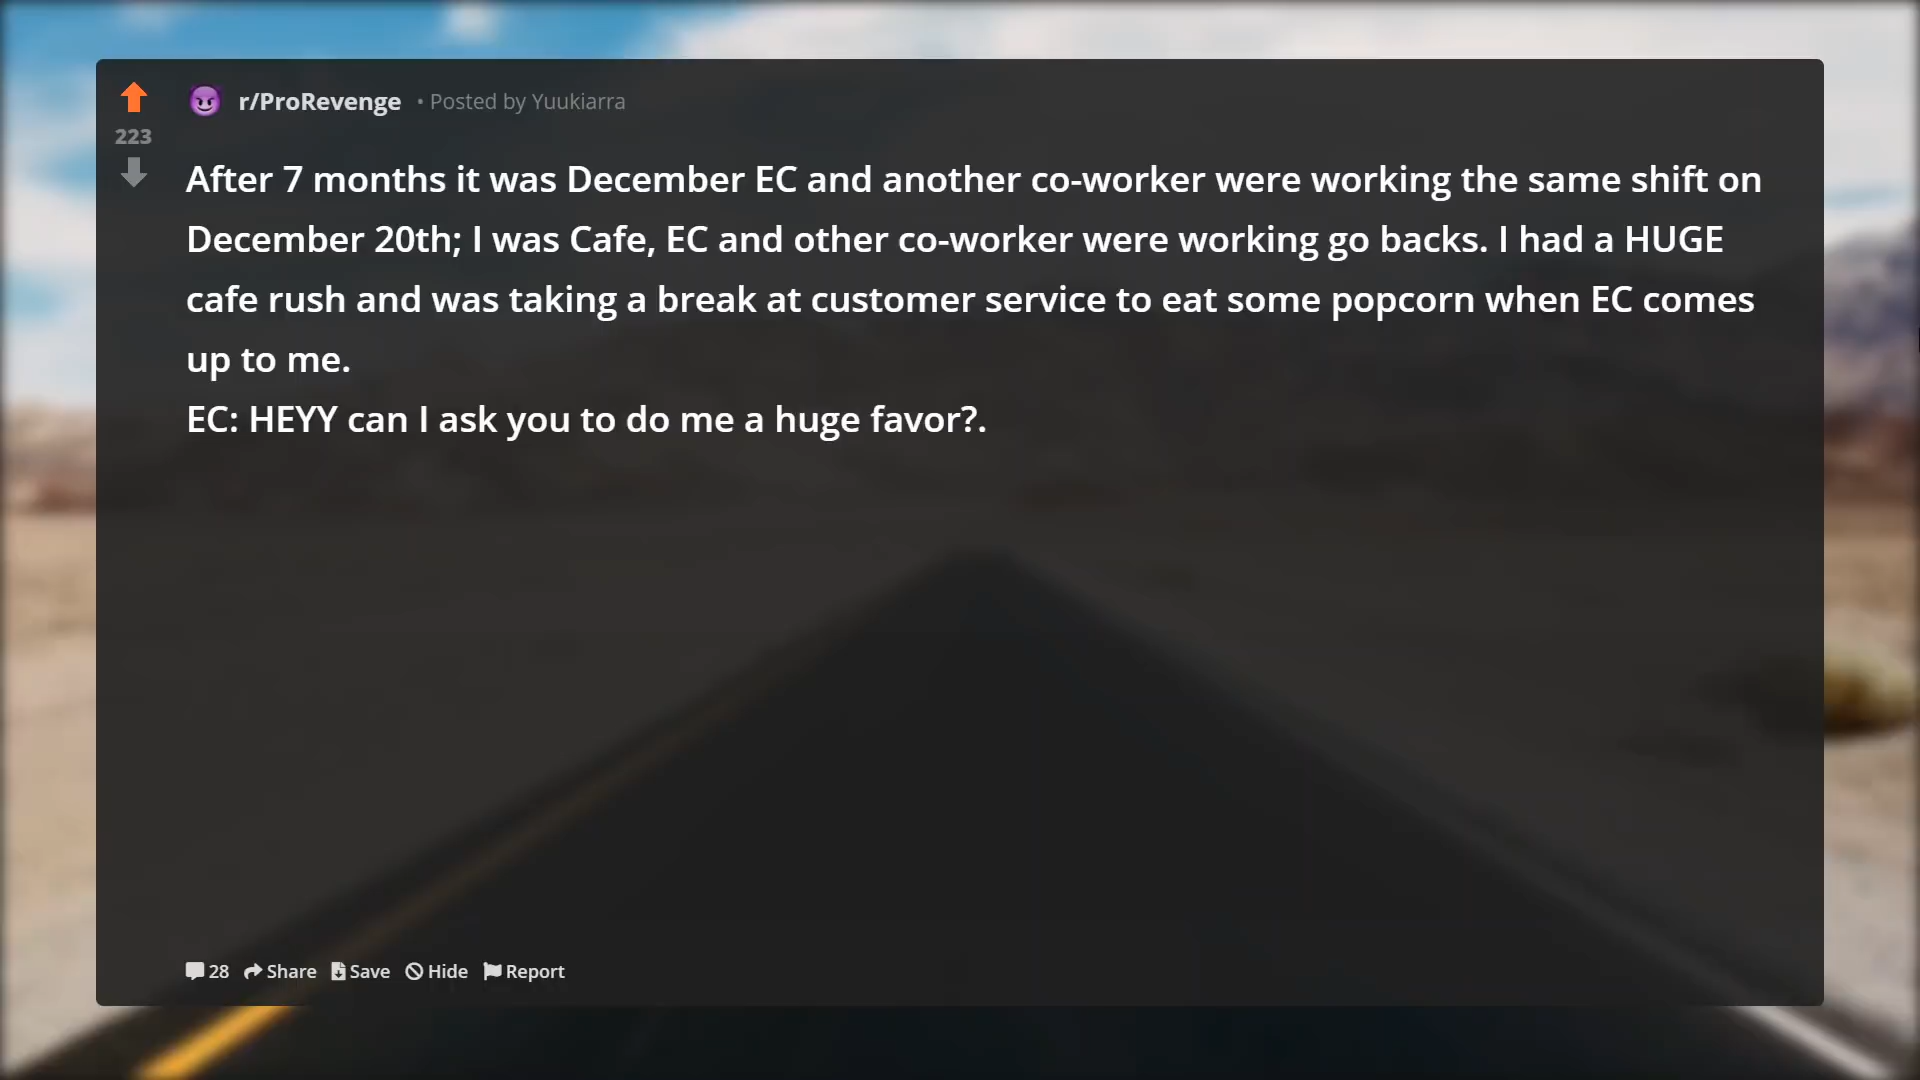 r/ProRevenge • Posted by Yuukiarra
223
After 7 months it was December EC and another co-worker were working the same shift on
December 20th; I was Cafe, EC and other co-worker were working go backs. I had a HUGE
cafe rush and was taking a break at customer service to eat some popcorn when EC comes
up to me.
EC: HEYY can I ask you to do me a huge favor?.
28 Share Save Hide Report